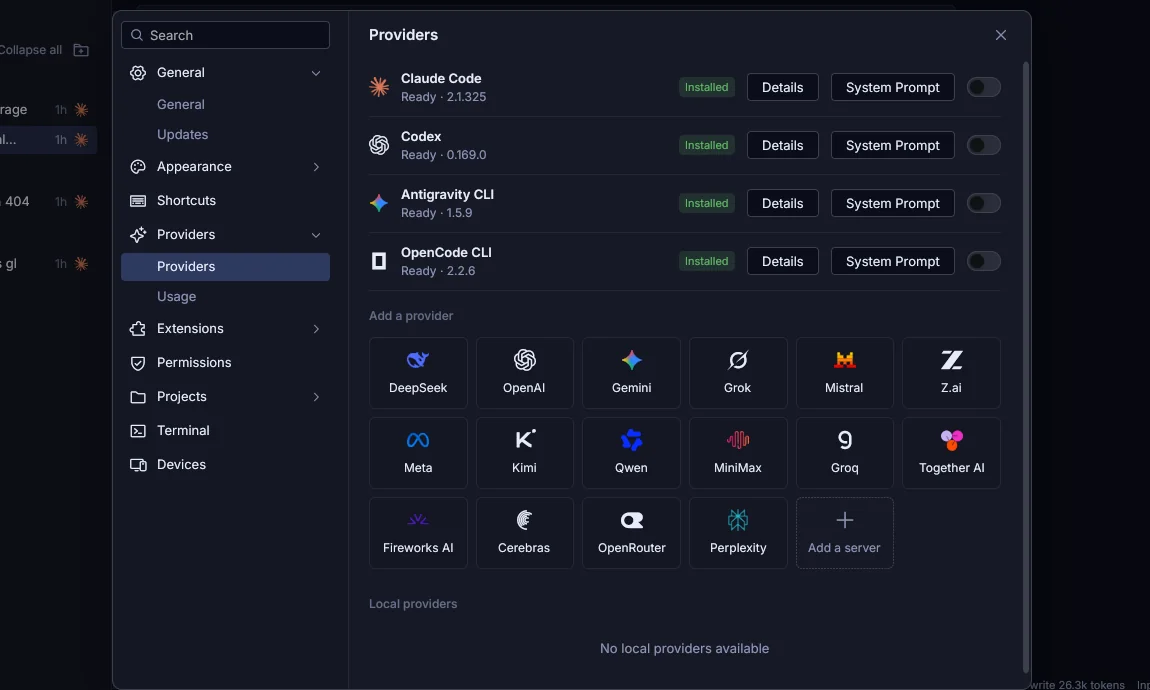 Collapse all
rage 1h
al... 1h
404 1h
s gl 1h
Search
General
General
Updates
Appearance
Shortcuts
Providers
Providers
Usage
Extensions
Permissions
Projects
Terminal
Devices
Providers
Claude Code
Ready · 2.1.325
Installed Details System Prompt
Codex
Ready · 0.169.0
Installed Details System Prompt
Antigravity CLI
Ready · 1.5.9
Installed Details System Prompt
OpenCode CLI
Ready · 2.2.6
Installed Details System Prompt
Add a provider
DeepSeek OpenAI Gemini Grok Mistral Z.ai
Meta Kimi Qwen MiniMax Groq Together AI
Fireworks AI Cerebras OpenRouter Perplexity Add a server
Local providers
No local providers available
write 26.3k tokens